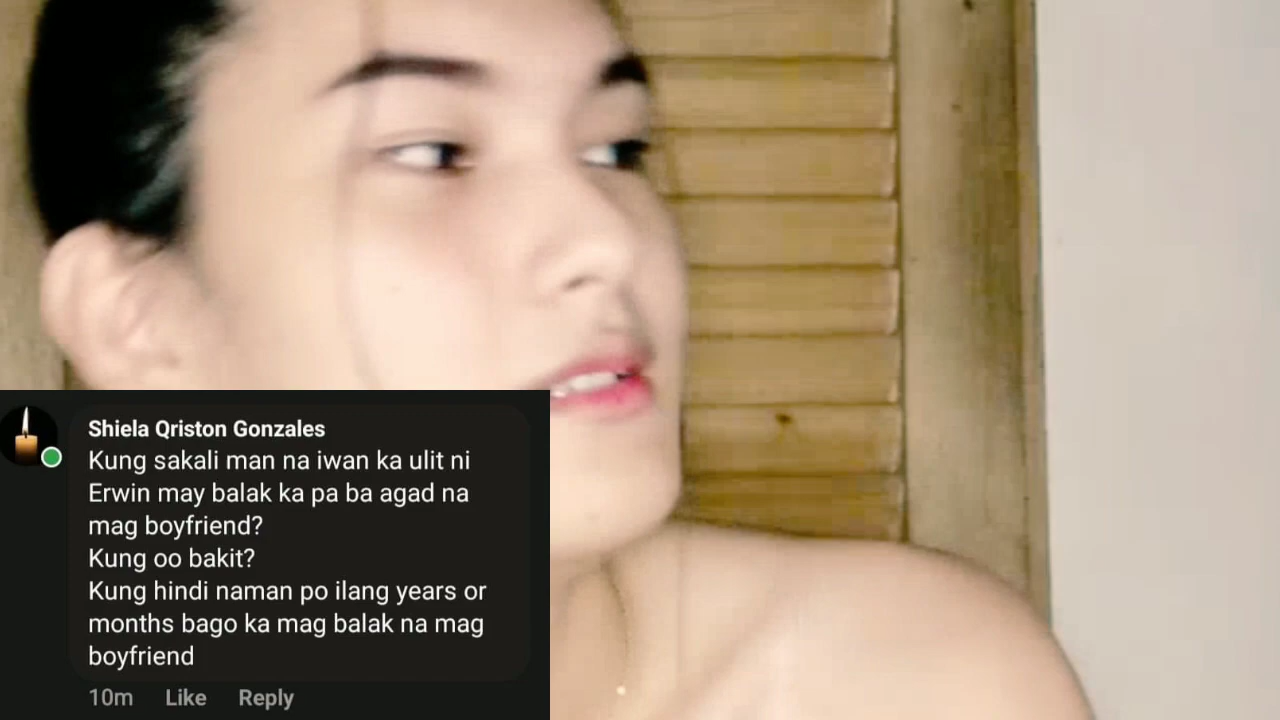 Shiela Qriston Gonzales
Kung sakali man na iwan ka ulit ni
Erwin may balak ka pa ba agad na
mag boyfriend?
Kung oo bakit?
Kung hindi naman po ilang years or
months bago ka mag balak na mag
boyfriend
10m Like Reply